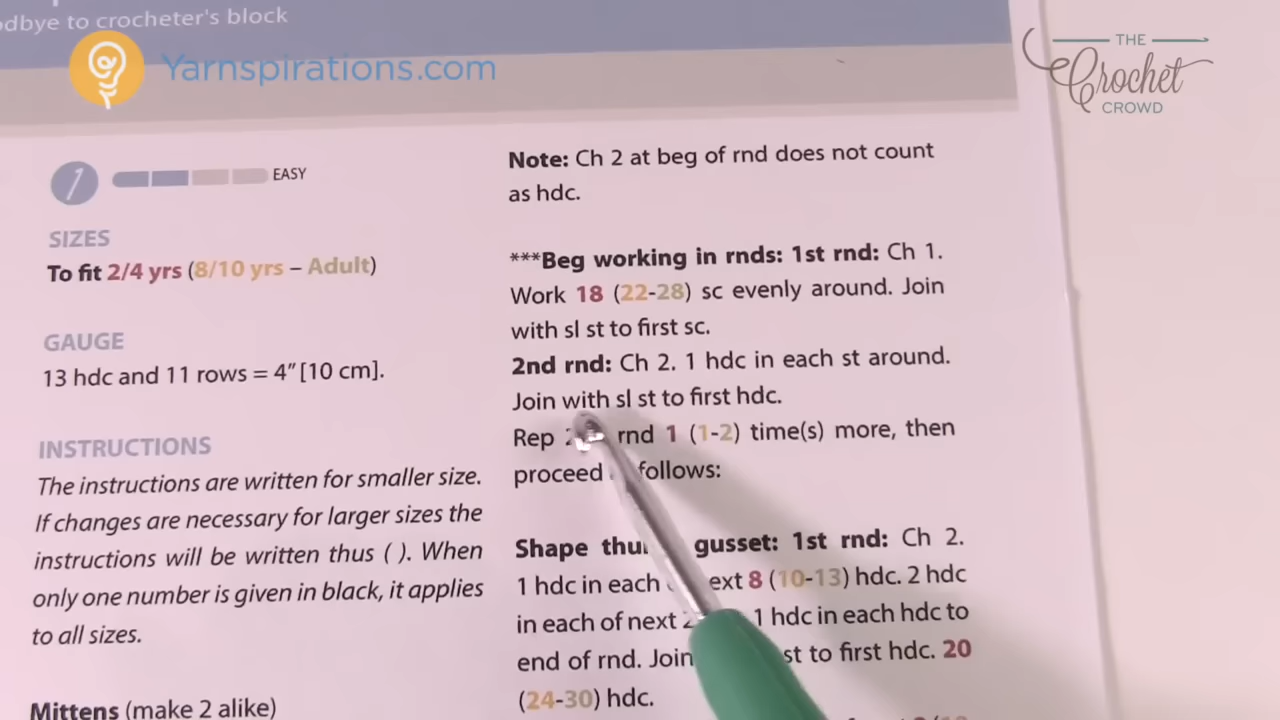 odbye to crocheter's block
Yarnspirations.com
THE
Crochet
CROWD
1
EASY
SIZES
To fit 2/4 yrs (8/10 yrs – Adult)
GAUGE
13 hdc and 11 rows = 4" [10 cm].
INSTRUCTIONS
The instructions are written for smaller size.
If changes are necessary for larger sizes the
instructions will be written thus ( ). When
only one number is given in black, it applies
to all sizes.
Mittens (make 2 alike)
Note: Ch 2 at beg of rnd does not count
as hdc.
***Beg working in rnds: 1st rnd: Ch 1.
Work 18 (22-28) sc evenly around. Join
with sl st to first sc.
2nd rnd: Ch 2. 1 hdc in each st around.
Join with sl st to first hdc.
Rep rnd 1 (1-2) time(s) more, then
proceed follows:
Shape gusset: 1st rnd: Ch 2.
1 hdc in each 8 (10-13) hdc. 2 hdc
in each of next 1 hdc in each hdc to
end of rnd. Join st to first hdc. 20
(24-30) hdc.